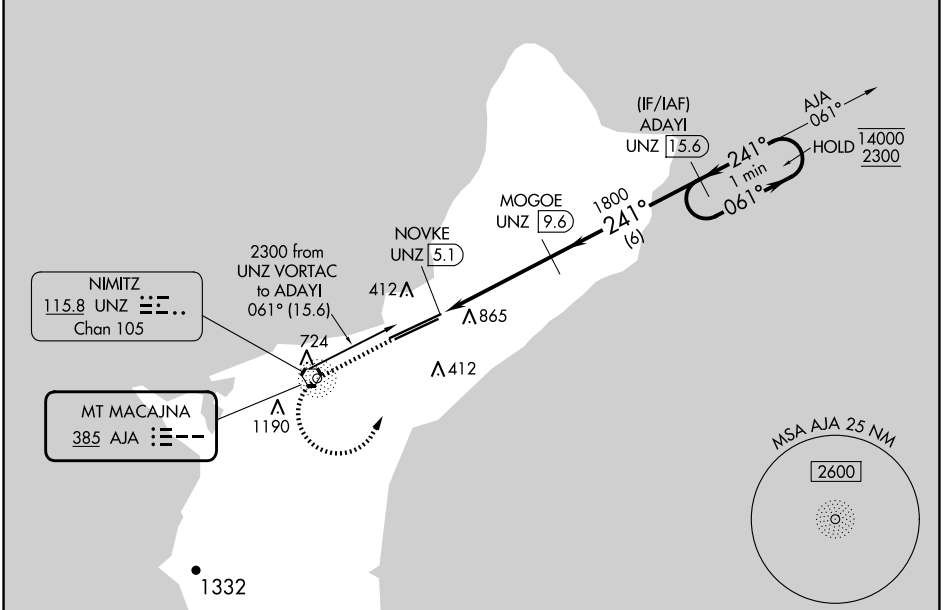 (IF/IAF)
ADAYI
UNZ 15.6
AJA
061°
HOLD 14000
2300
241°
1 min
061°
MOGOE
UNZ 9.6
1800
241°
(6)
NOVKE
UNZ 5.1
2300 from
UNZ VORTAC
to ADAYI
061° (15.6)
412
865
724
412
1190
NIMITZ
115.8 UNZ
Chan 105
MT MACAJNA
385 AJA
1332
MSA AJA 25 NM
2600